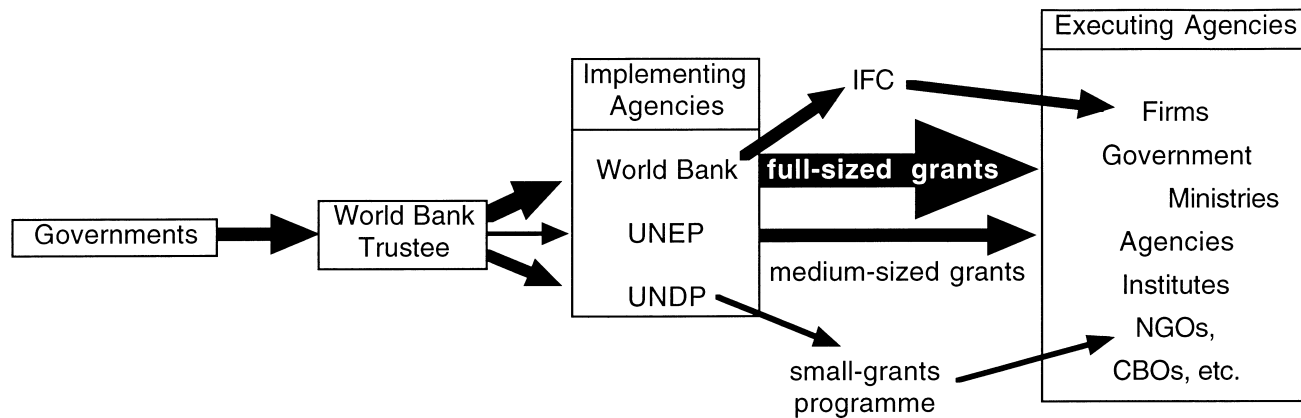 Governments
World Bank
Trustee
Implementing
Agencies
World Bank
UNEP
UNDP
IFC
full-sized grants
medium-sized grants
small-grants
programme
Executing Agencies
Firms
Government
Ministries
Agencies
Institutes
NGOs,
CBOs, etc.